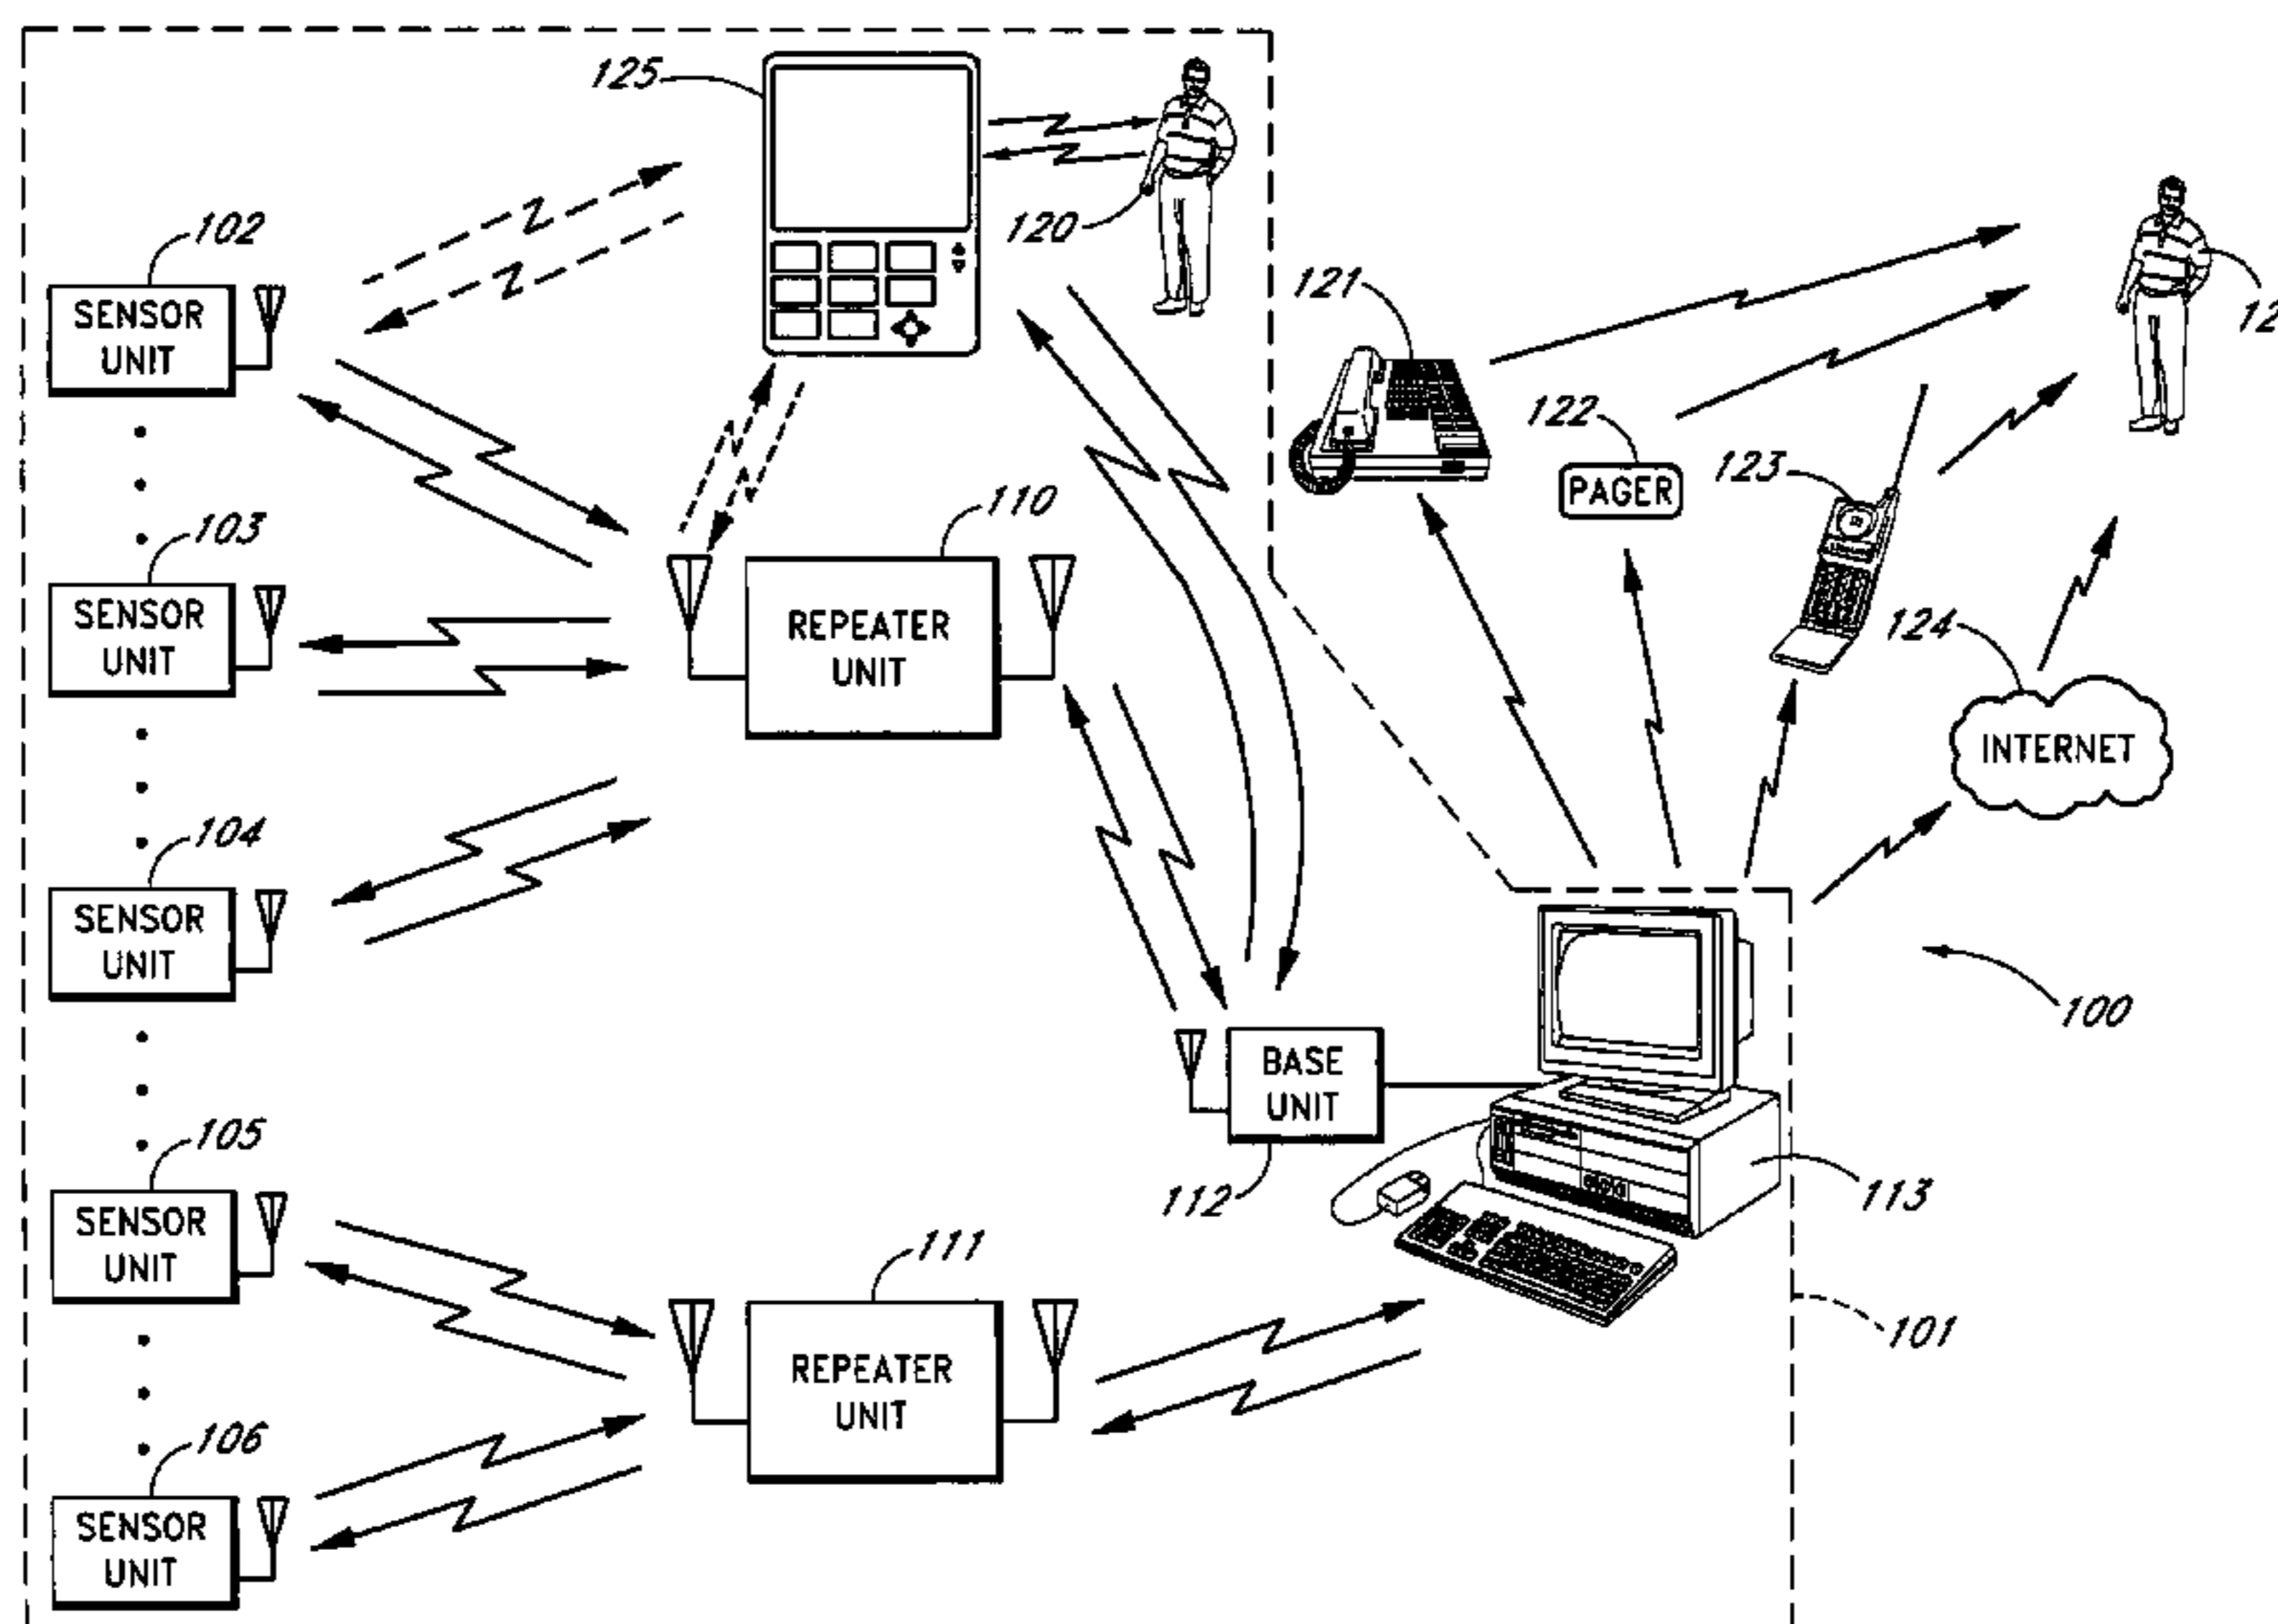 125
120
102
SENSOR
UNIT
121
122
PAGER
123
110
REPEATER
UNIT
103
SENSOR
UNIT
124
INTERNET
104
SENSOR
UNIT
100
BASE
UNIT
112
113
105
SENSOR
UNIT
111
REPEATER
UNIT
101
106
SENSOR
UNIT